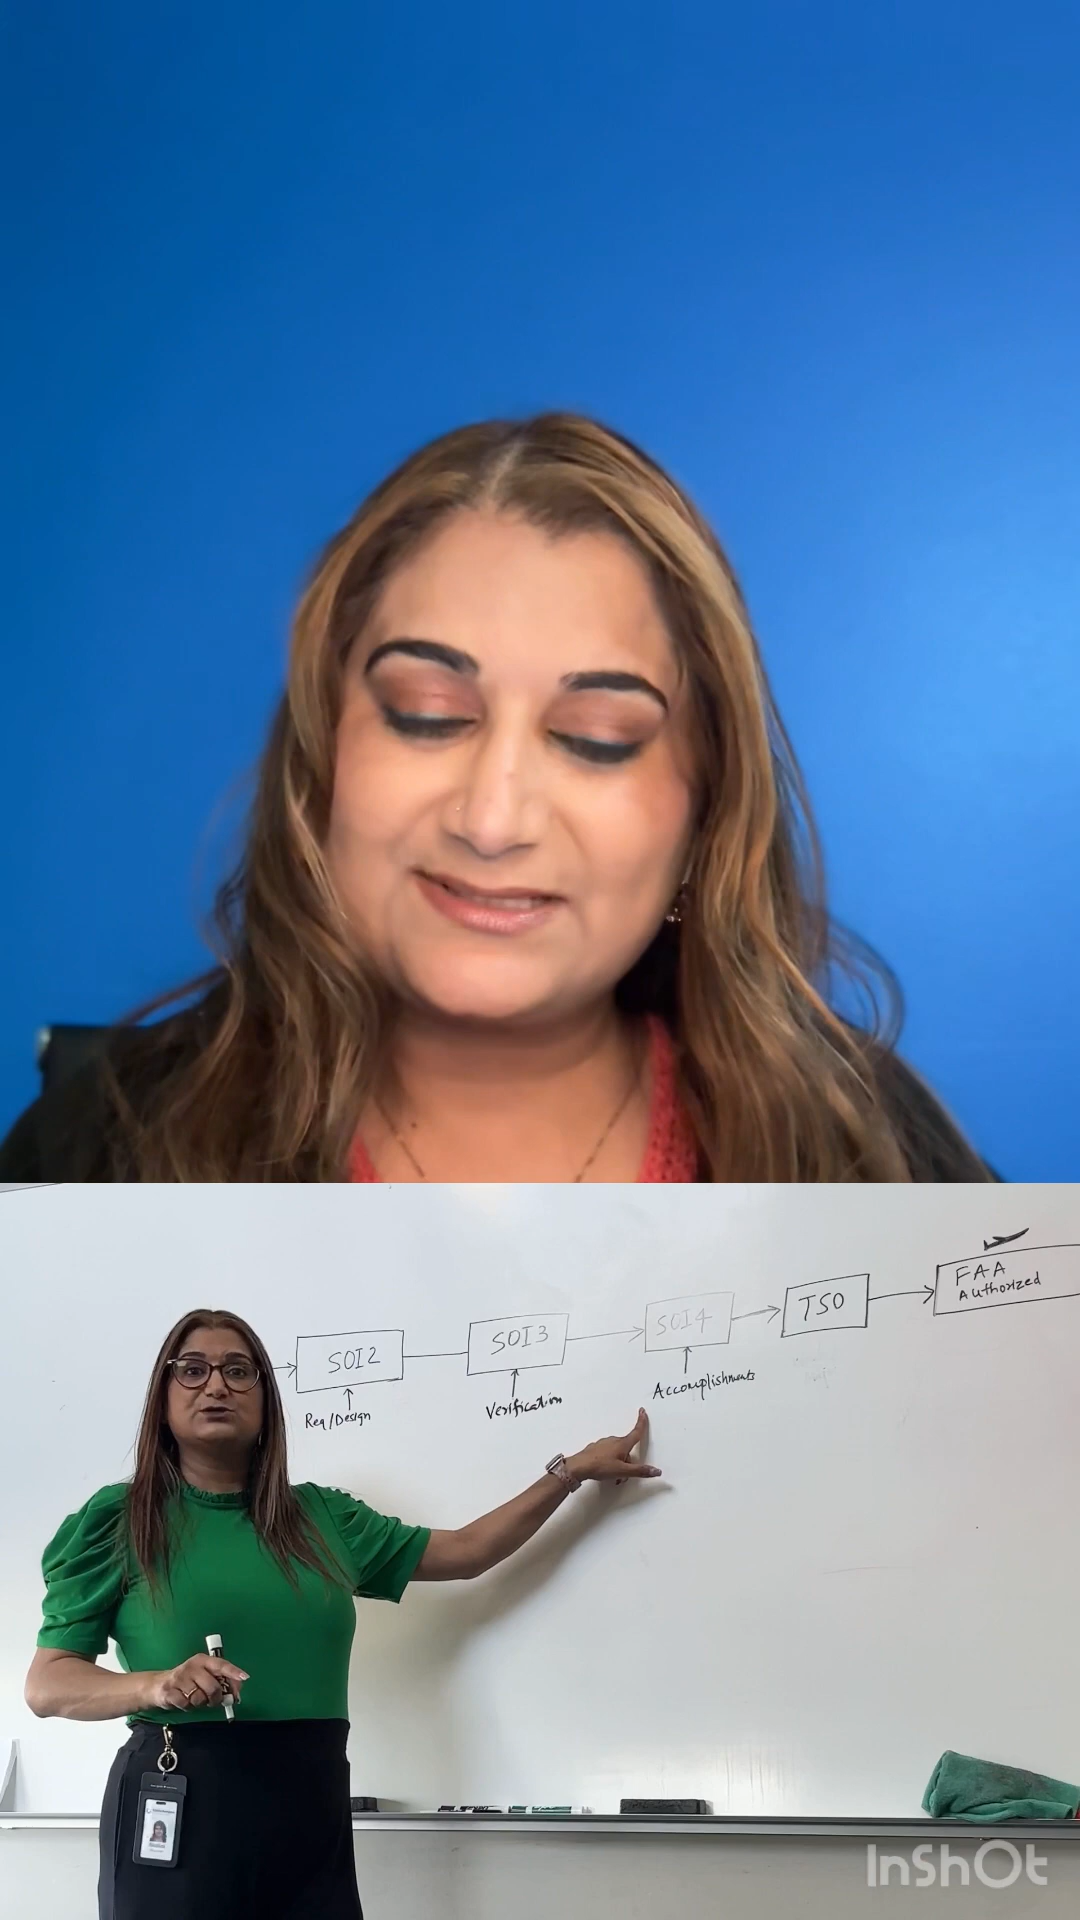 FAA
Authorized
TSO
SOI4
SOI3
SOI2
Accomplishments
Verification
Req/Design
InShOt